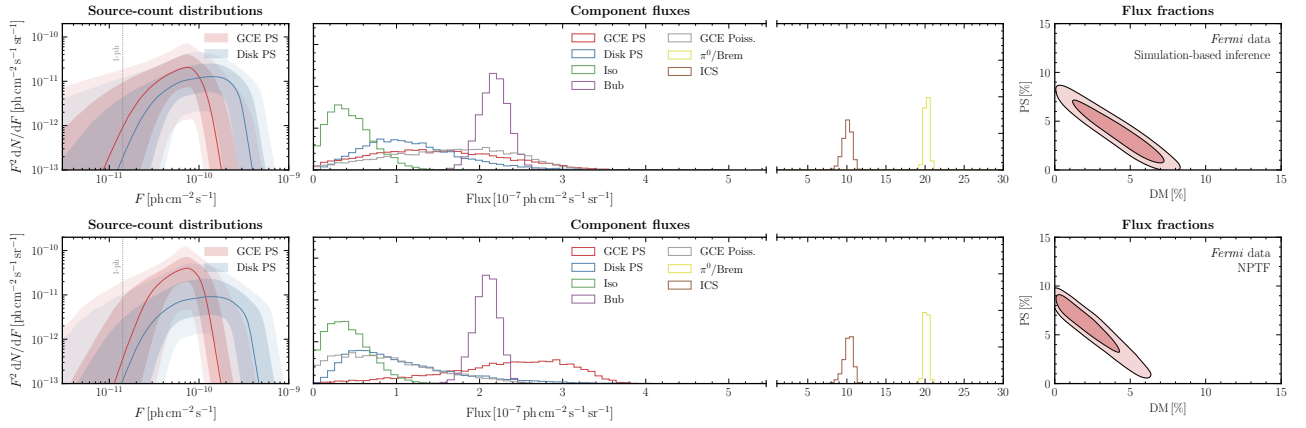 Source-count distributions
Component fluxes
Flux fractions
10⁻¹⁰
10⁻¹¹
10⁻¹²
10⁻¹³
F² dN/dF [ph cm⁻² s⁻¹ sr⁻¹]
1-ph
GCE PS
Disk PS
10⁻¹¹
10⁻¹⁰
10⁻⁹
F [ph cm⁻² s⁻¹]
GCE PS
Disk PS
Iso
Bub
GCE Poiss.
π⁰/Brem
ICS
0 1 2 3 4 5
10 15 20 25 30
Flux [10⁻⁷ ph cm⁻² s⁻¹ sr⁻¹]
Fermi data
Simulation-based inference
15
10
5
0
PS [%]
0 5 10 15
DM [%]
Source-count distributions
Component fluxes
Flux fractions
10⁻¹⁰
10⁻¹¹
10⁻¹²
10⁻¹³
F² dN/dF [ph cm⁻² s⁻¹ sr⁻¹]
1-ph
GCE PS
Disk PS
10⁻¹¹
10⁻¹⁰
10⁻⁹
F [ph cm⁻² s⁻¹]
GCE PS
Disk PS
Iso
Bub
GCE Poiss.
π⁰/Brem
ICS
0 1 2 3 4 5
10 15 20 25 30
Flux [10⁻⁷ ph cm⁻² s⁻¹ sr⁻¹]
Fermi data
NPTF
15
10
5
0
PS [%]
0 5 10 15
DM [%]